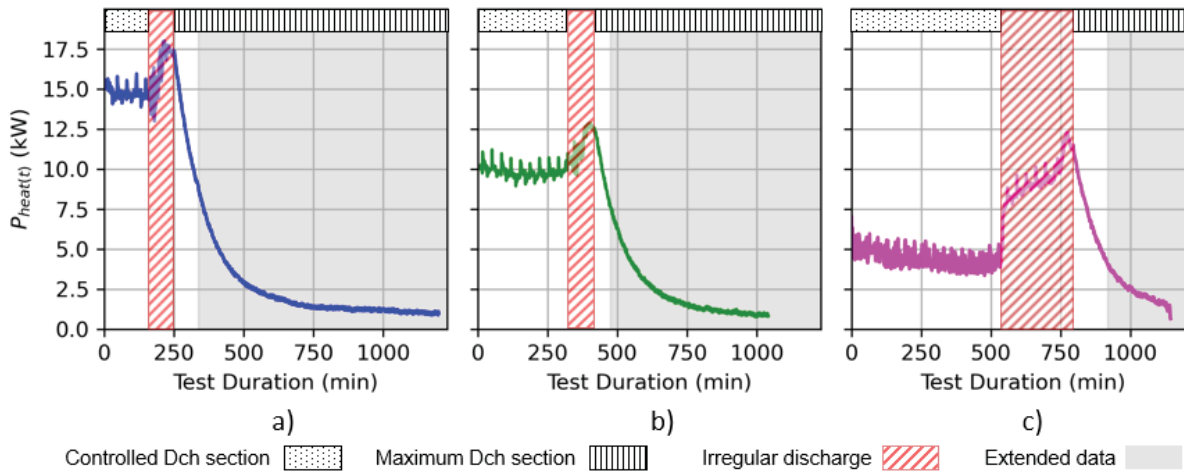 17.5
15.0
12.5
10.0
7.5
5.0
2.5
0.0
P_heat(t) (kW)
0 250 500 750 1000
0 250 500 750 1000
0 250 500 750 1000
Test Duration (min)
Test Duration (min)
Test Duration (min)
a)
b)
c)
Controlled Dch section
Maximum Dch section
Irregular discharge
Extended data